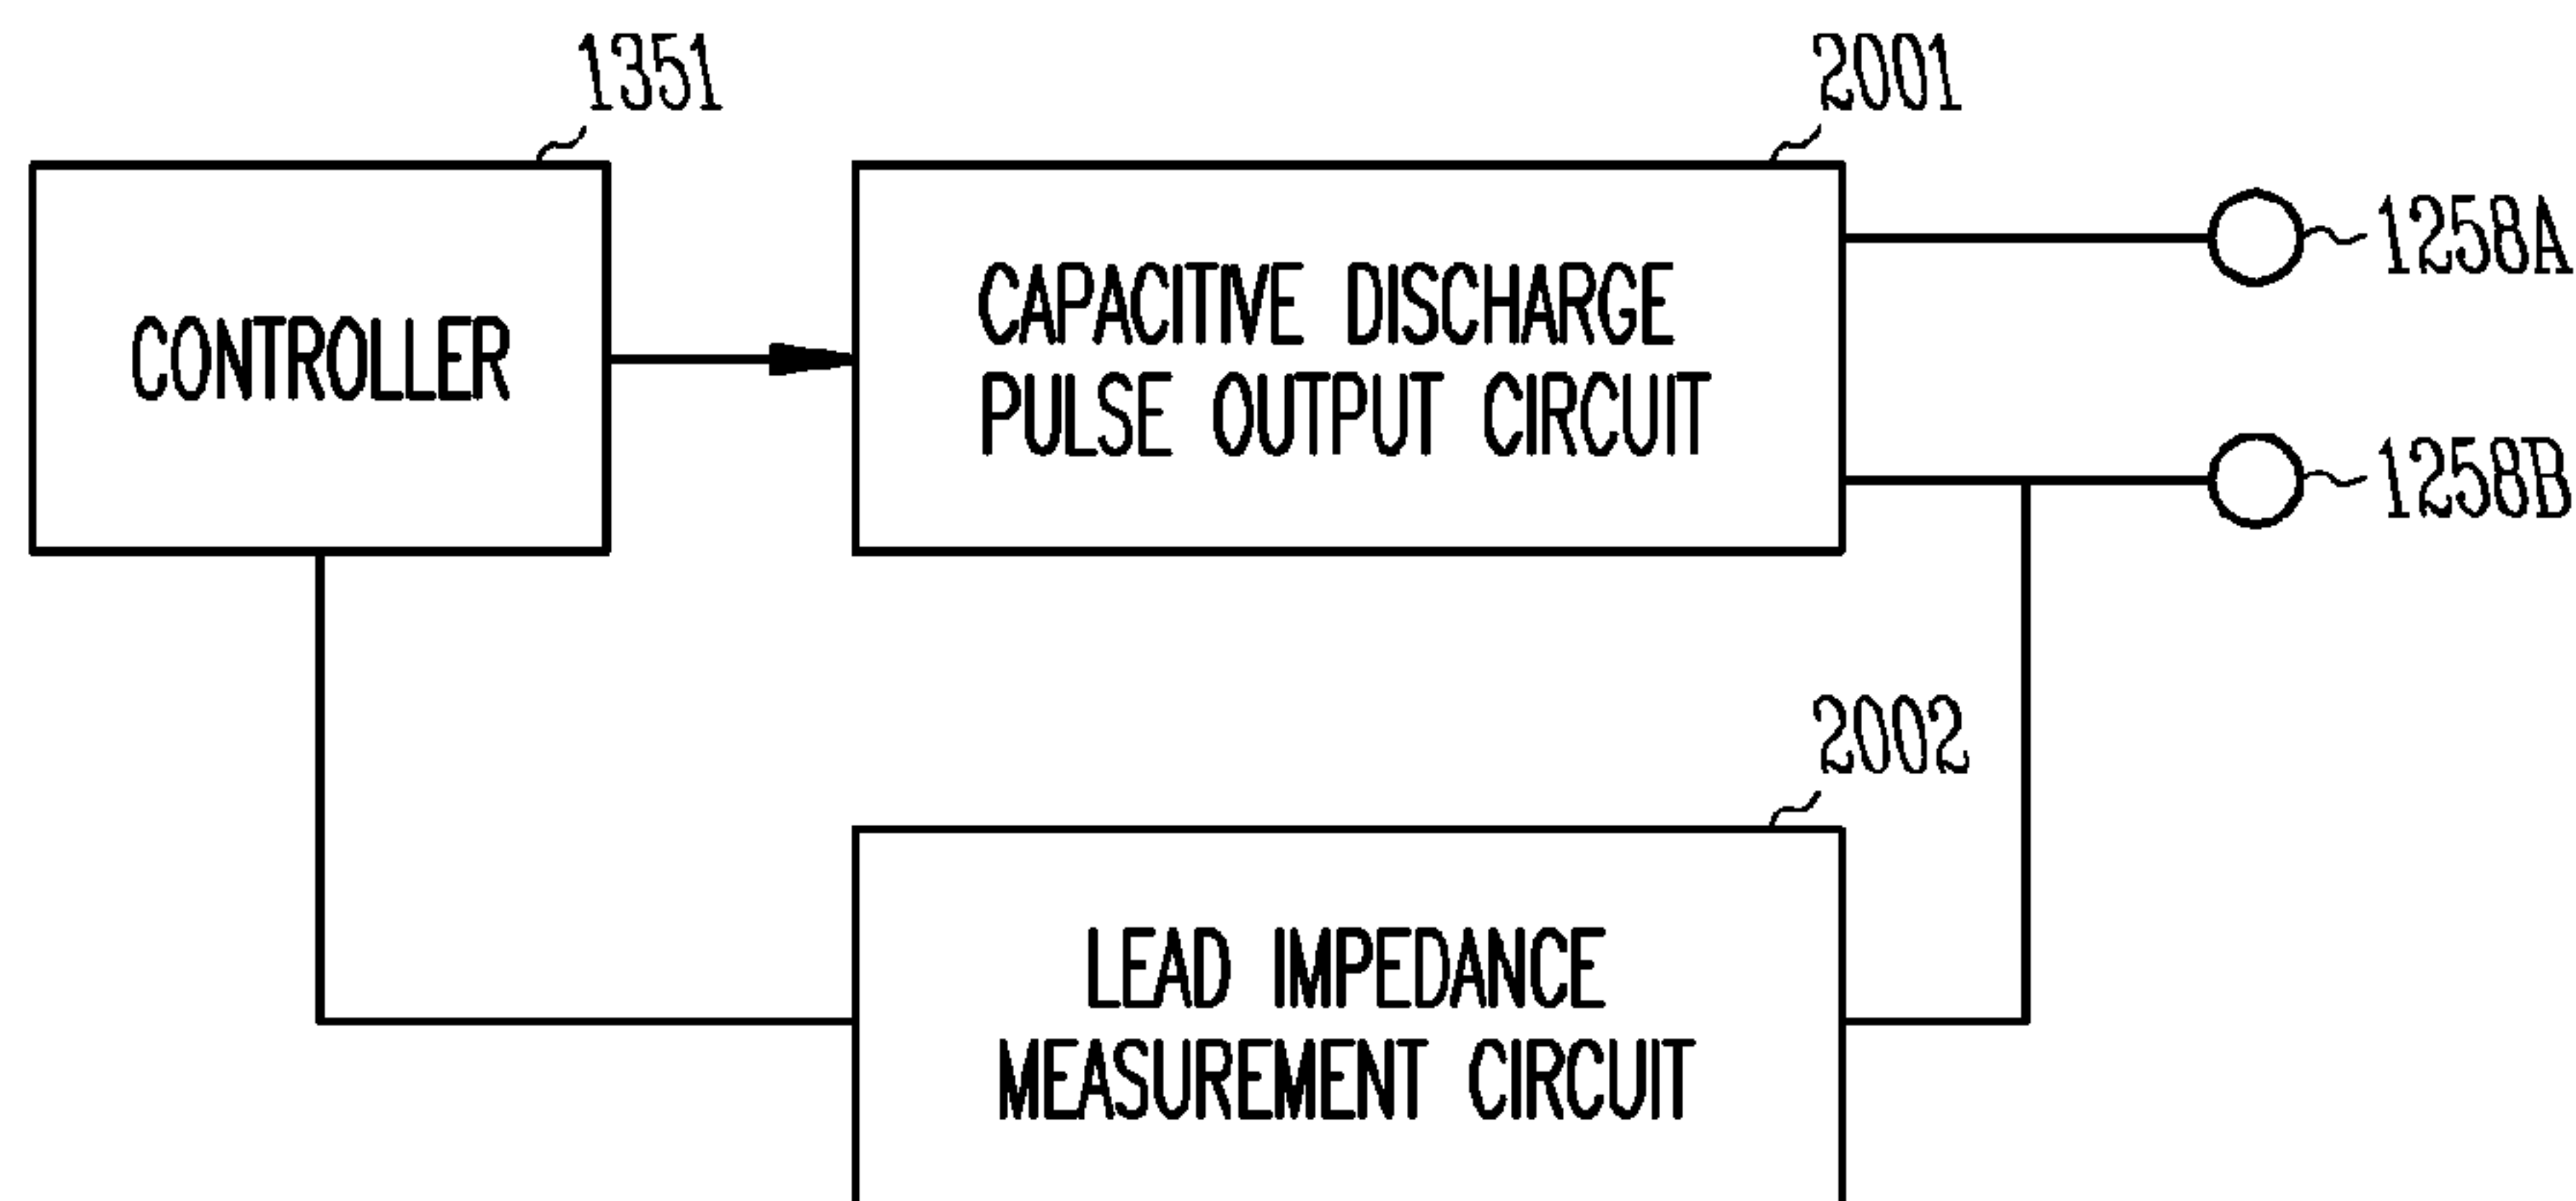 1351
2001
CONTROLLER
CAPACITIVE DISCHARGE
PULSE OUTPUT CIRCUIT
1258A
1258B
2002
LEAD IMPEDANCE
MEASUREMENT CIRCUIT